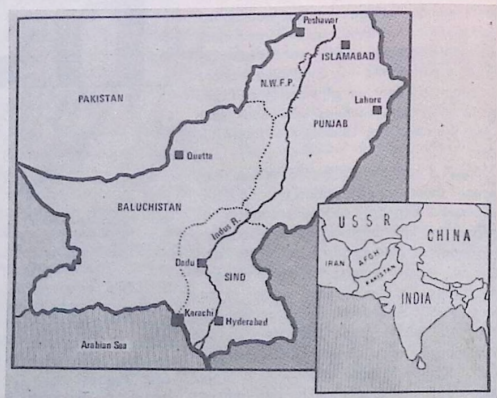 Peshawar
ISLAMABAD
N.W.F.P.
PAKISTAN
Lahore
PUNJAB
Quetta
BALUCHISTAN
Indus R.
Dadu
SIND
Karachi
Hyderabad
Arabian Sea
USSR
CHINA
IRAN
AFGH
PAKISTAN
INDIA